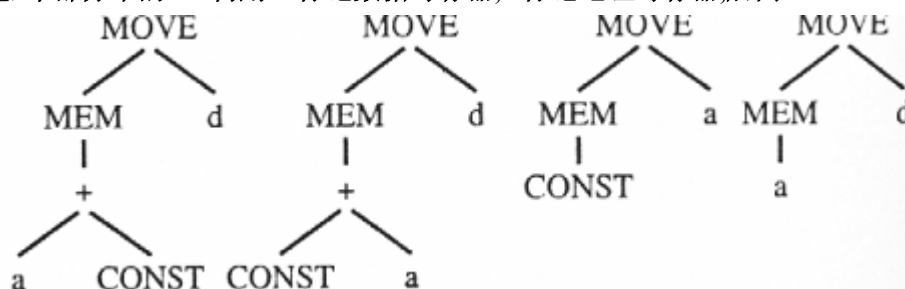 MOVE MOVE MOVE MOVE
MEM d MEM d MEM a MEM d
+ + CONST a
a CONST CONST a